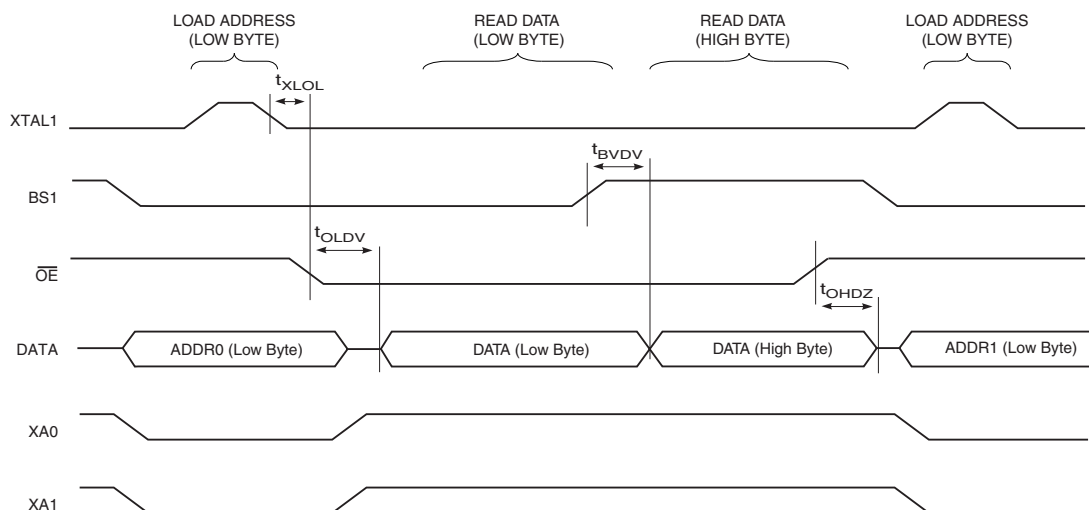 LOAD ADDRESS
(LOW BYTE)
READ DATA
(LOW BYTE)
READ DATA
(HIGH BYTE)
LOAD ADDRESS
(LOW BYTE)
tXLOL
XTAL1
tBVDV
BS1
tOLDV
OE
tOHDZ
DATA
ADDR0 (Low Byte)
DATA (Low Byte)
DATA (High Byte)
ADDR1 (Low Byte)
XA0
XA1